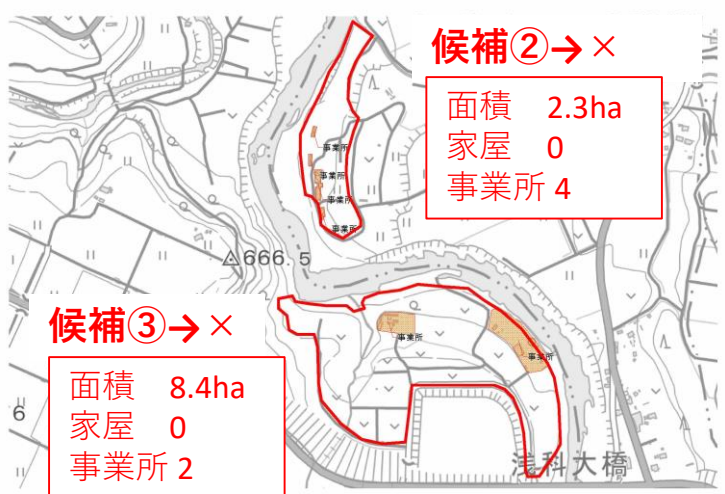 候補②→×
面積 2.3ha
家屋 0
事業所 4
事業所
事業所
事業所
事業所
666.5
候補③→×
面積 8.4ha
家屋 0
事業所 2
事業所
事業所
6
浅科大橋